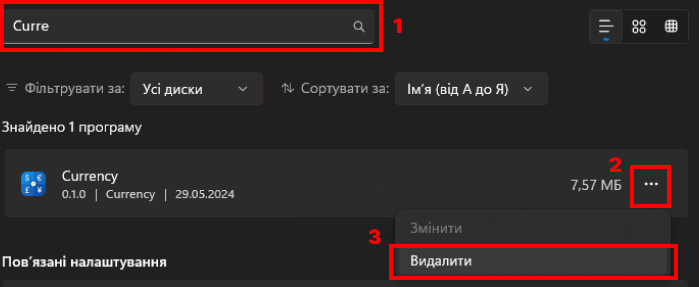 Curre
1
Фільтрувати за: Усі диски Сортувати за: Ім'я (від А до Я)
Знайдено 1 програму
2
Currency
0.1.0 | Currency | 29.05.2024
7,57 МБ ...
Змінити
3
Видалити
Пов'язані налаштування